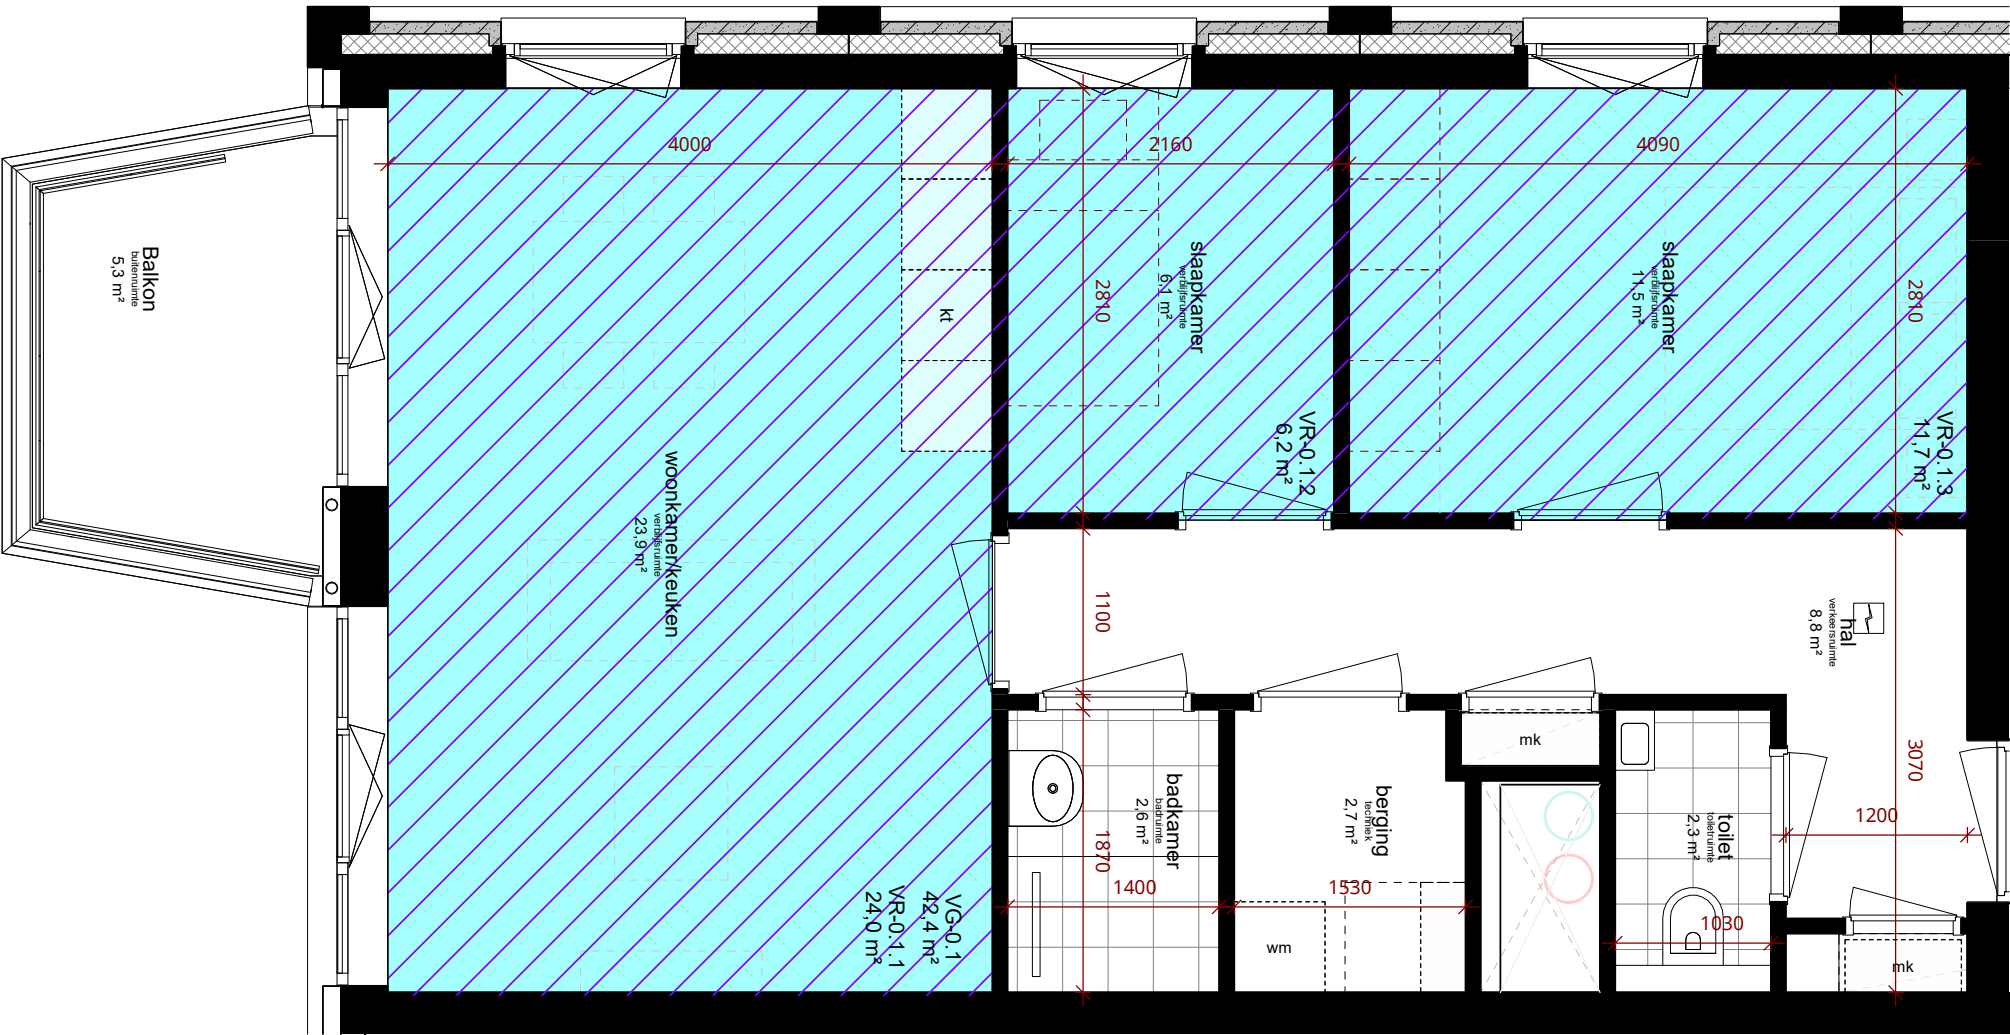 4000
2160
4090
Balkon
buitenruimte
5,3 m²
kt
2810
slaapkamer
verblijfsruimte
6,1 m²
slaapkamer
verblijfsruimte
11,5 m²
2810
VR-0.1.2
6,2 m²
VR-0.1.3
11,7 m²
woonkamer/keuken
verblijfsruimte
23,9 m²
1100
hal
verkeersruimte
8,8 m²
mk
3070
badkamer
badruimte
2,6 m²
berging
techniek
2,7 m²
toilet
toiletruimte
2,3 m²
1200
1870
1400
1530
1030
VG-0.1
42,4 m²
VR-0.1.1
24,0 m²
wm
mk